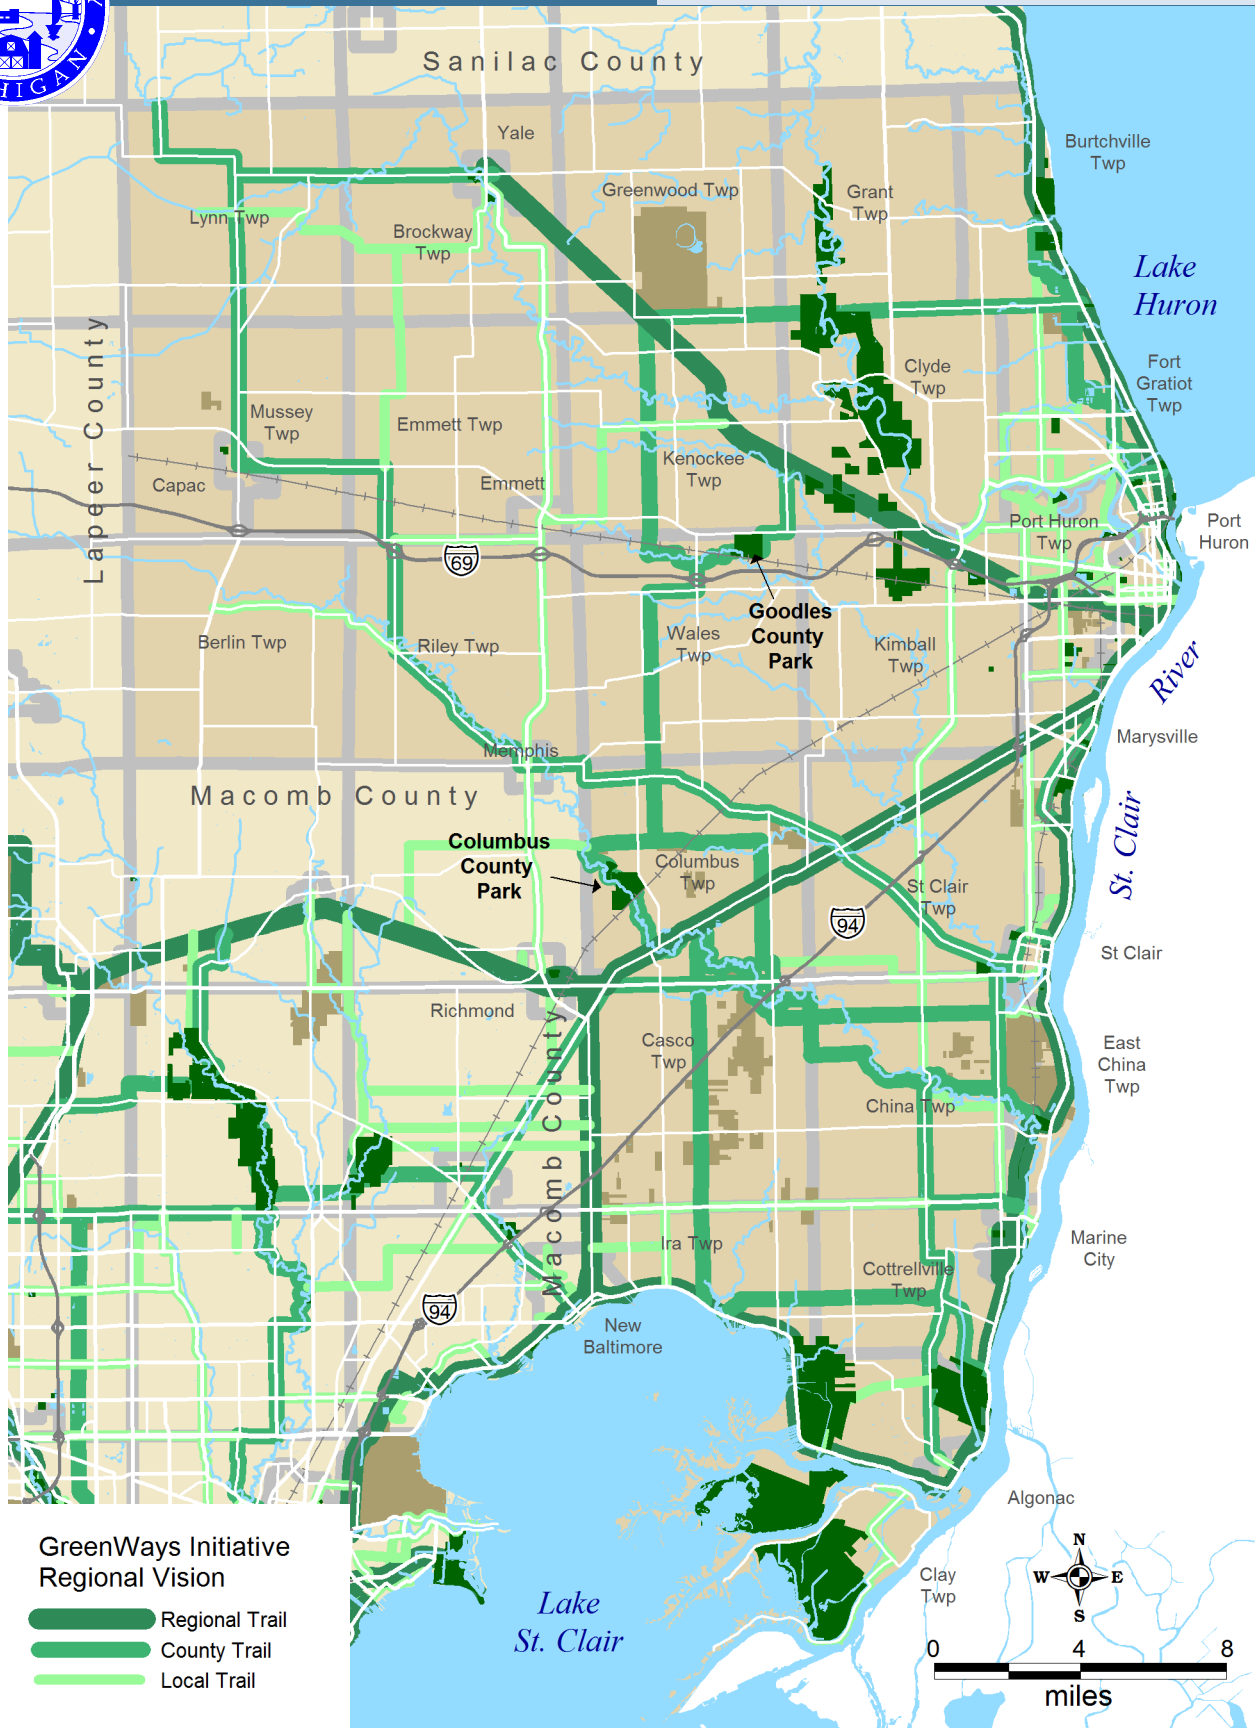 HIGAN
Sanilac County
Yale
Burtchville
Twp
Greenwood Twp
Grant
Twp
Lynn Twp
Brockway
Twp
Lake
Huron
Lapeer County
Fort
Gratiot
Twp
Clyde
Twp
Mussey
Twp
Emmett Twp
Kenockee
Twp
Capac
Emmett
Port Huron
Twp
Port
Huron
69
Goodles
County
Park
Berlin Twp
Riley Twp
Wales
Twp
Kimball
Twp
River
Memphis
Marysville
Macomb County
St. Clair
Columbus
County
Park
Columbus
Twp
St Clair
Twp
94
St Clair
Richmond
Casco
Twp
East
China
Twp
Macomb County
China Twp
Ira Twp
Marine
City
Cottrellville
Twp
94
New
Baltimore
Algonac
Clay
Twp
N
W E
S
Lake
St. Clair
GreenWays Initiative
Regional Vision
Regional Trail
County Trail
Local Trail
0 4 8
miles